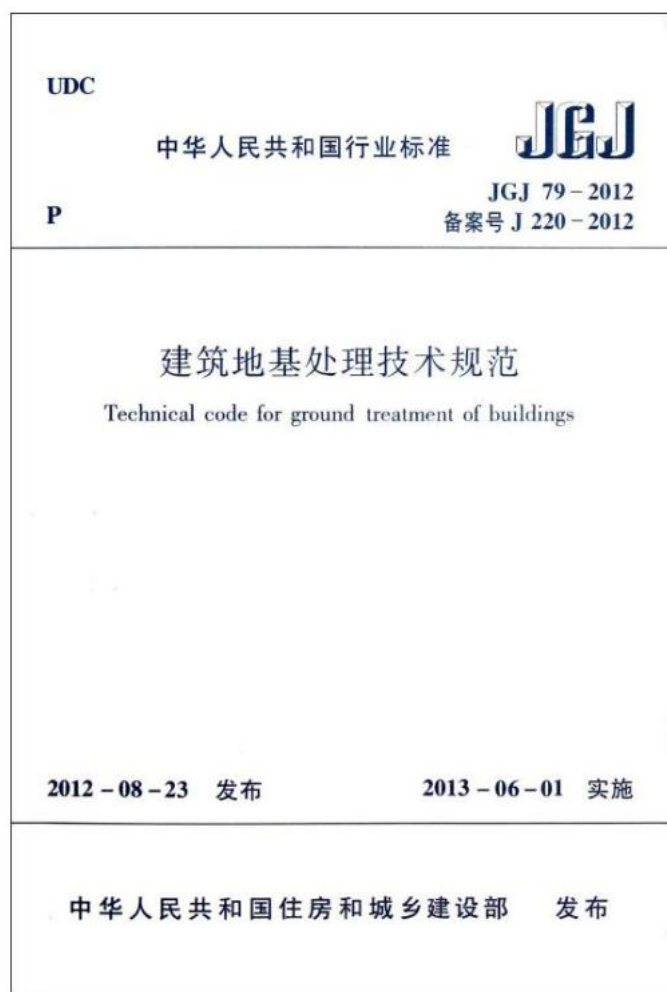 UDC
中华人民共和国行业标准
JGJ
JGJ 79-2012
P
备案号 J 220-2012
建筑地基处理技术规范
Technical code for ground treatment of buildings
2012-08-23 发布
2013-06-01 实施
中华人民共和国住房和城乡建设部 发布